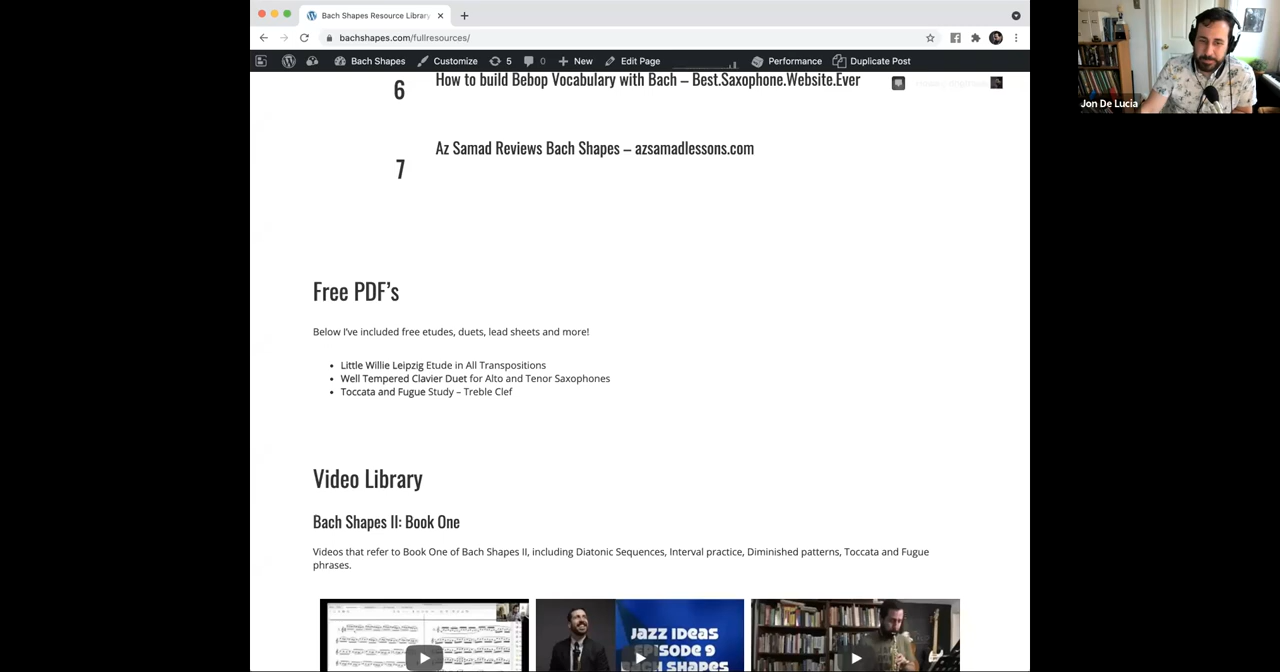 Bach Shapes Resource Library
bachshapes.com/fullresources/
Bach Shapes Customize 5 0 New Edit Page Performance Duplicate Post
6 How to build Bebop Vocabulary with Bach – Best.Saxophone.Website.Ever
7 Az Samad Reviews Bach Shapes – azsamadlessons.com
Jon De Lucia
Free PDF’s
Below I’ve included free etudes, duets, lead sheets and more!
• Little Willie Leipzig Etude in All Transpositions
• Well Tempered Clavier Duet for Alto and Tenor Saxophones
• Toccata and Fugue Study – Treble Clef
Video Library
Bach Shapes II: Book One
Videos that refer to Book One of Bach Shapes II, including Diatonic Sequences, Interval practice, Diminished patterns, Toccata and Fugue
phrases.
JAZZ IDEAS
EPISODE 9
SHAPES